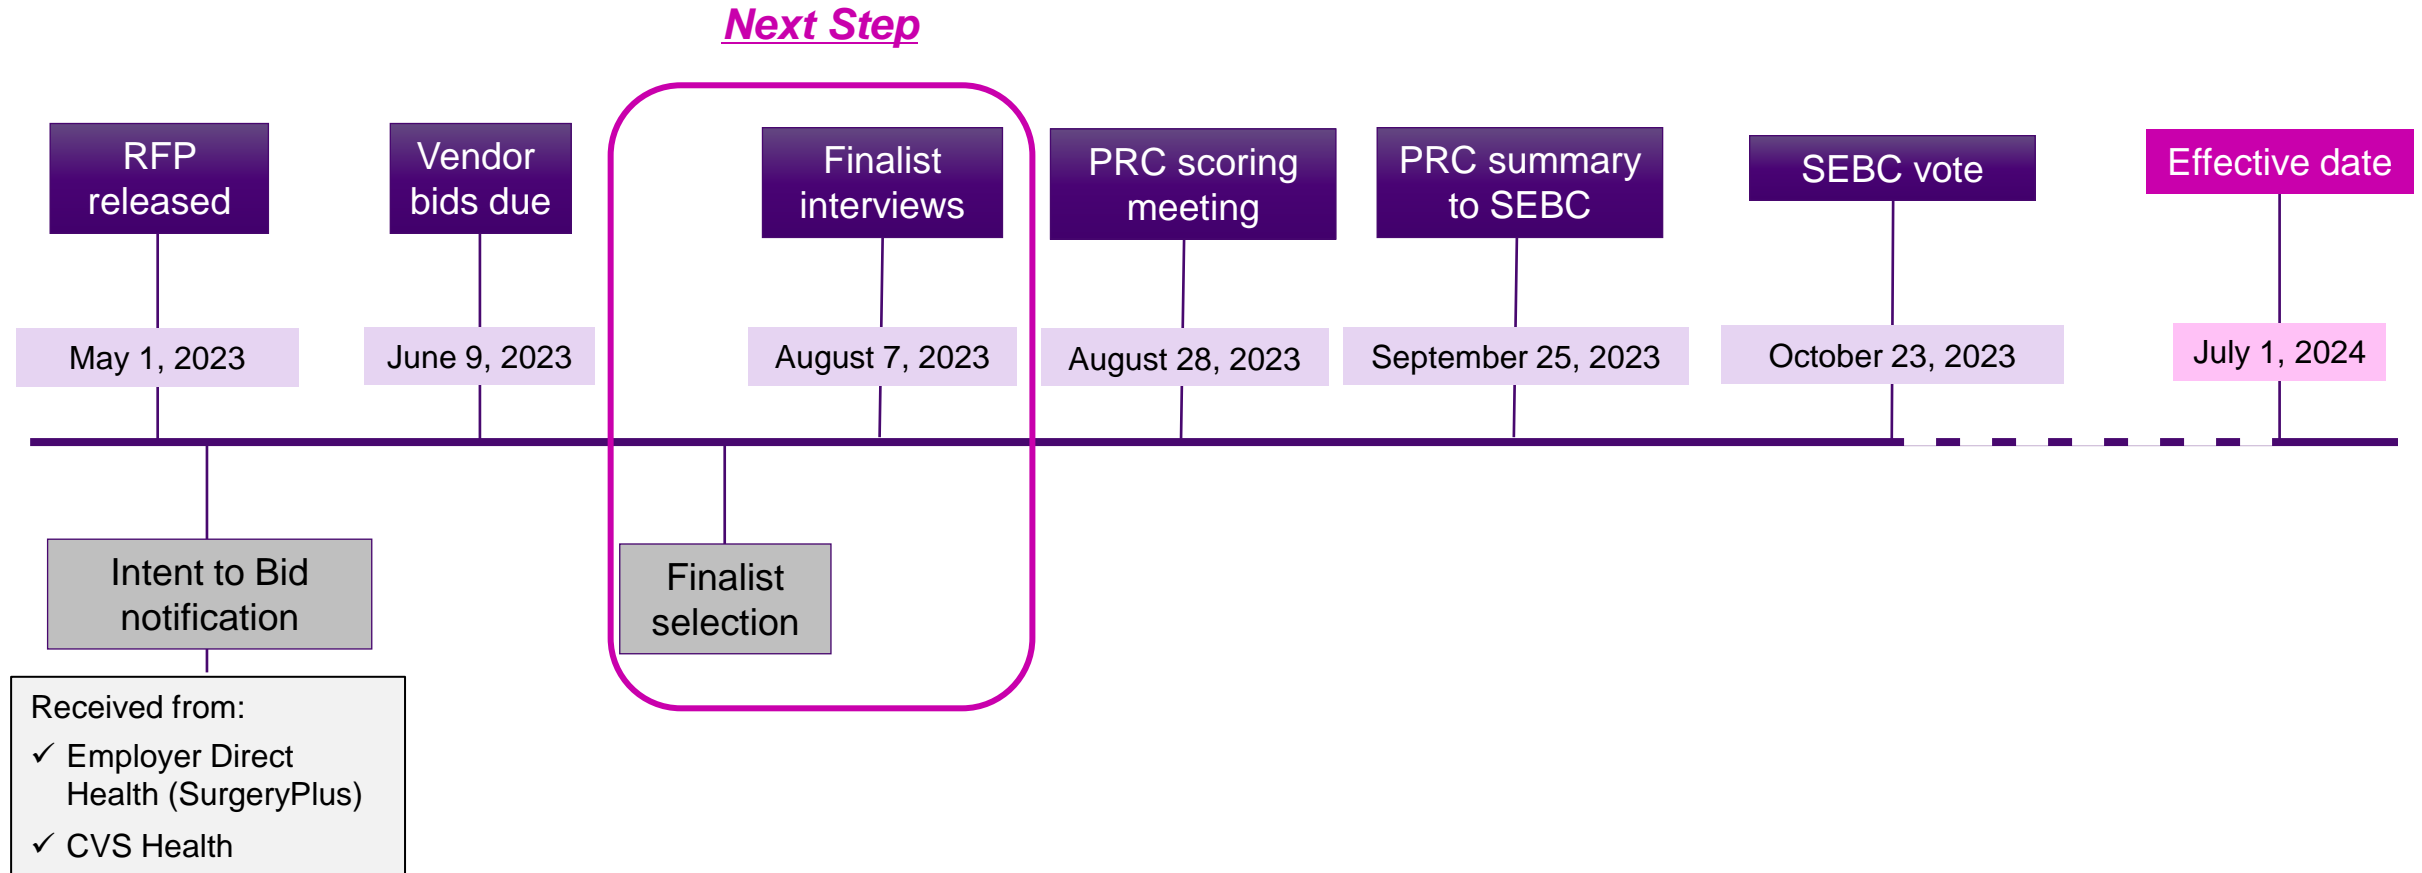 Next Step
RFP
released
Vendor
bids due
Finalist
interviews
PRC scoring
meeting
PRC summary
to SEBC
SEBC vote
Effective date
May 1, 2023
June 9, 2023
August 7, 2023
August 28, 2023
September 25, 2023
October 23, 2023
July 1, 2024
Intent to Bid
notification
Finalist
selection
Received from:
✓ Employer Direct
Health (SurgeryPlus)
✓ CVS Health